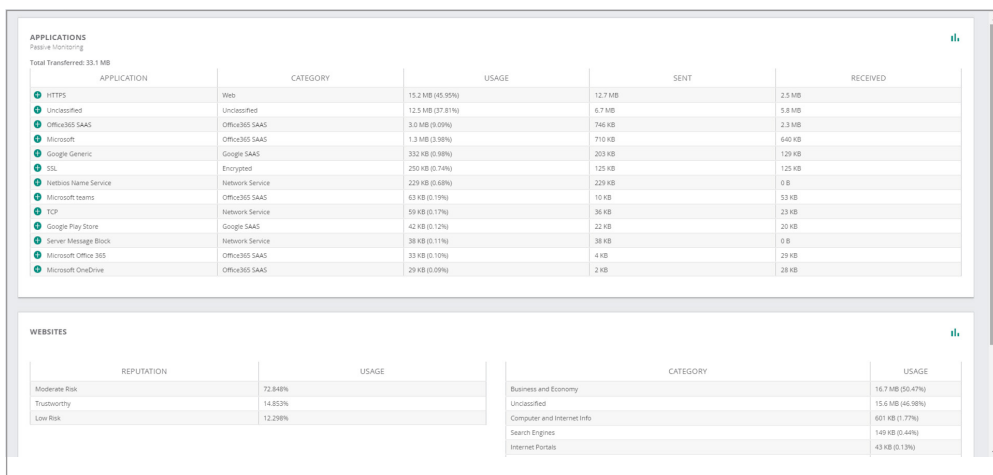 APPLICATIONS
Passive Monitoring
Total Transferred: 33.1 MB
APPLICATION CATEGORY USAGE SENT RECEIVED
HTTPS Web 15.2 MB (45.95%) 12.7 MB 2.5 MB
Unclassified Unclassified 12.5 MB (37.81%) 6.7 MB 5.8 MB
Office365 SAAS Office365 SAAS 3.0 MB (9.09%) 746 KB 2.3 MB
Microsoft Office365 SAAS 1.3 MB (3.98%) 710 KB 640 KB
Google Generic Google SAAS 332 KB (0.98%) 203 KB 129 KB
SSL Encrypted 250 KB (0.74%) 125 KB 125 KB
Netbios Name Service Network Service 229 KB (0.68%) 229 KB 0 B
Microsoft teams Office365 SAAS 63 KB (0.19%) 10 KB 53 KB
TCP Network Service 59 KB (0.17%) 36 KB 23 KB
Google Play Store Google SAAS 42 KB (0.12%) 22 KB 20 KB
Server Message Block Network Service 38 KB (0.11%) 38 KB 0 B
Microsoft Office 365 Office365 SAAS 33 KB (0.10%) 4 KB 29 KB
Microsoft OneDrive Office365 SAAS 29 KB (0.09%) 2 KB 28 KB
WEBSITES
REPUTATION USAGE
Moderate Risk 72.848%
Trustworthy 14.853%
Low Risk 12.298%
CATEGORY USAGE
Business and Economy 16.7 MB (50.47%)
Unclassified 15.6 MB (46.98%)
Computer and Internet Info 601 KB (1.77%)
Search Engines 149 KB (0.44%)
Internet Portals 43 KB (0.13%)